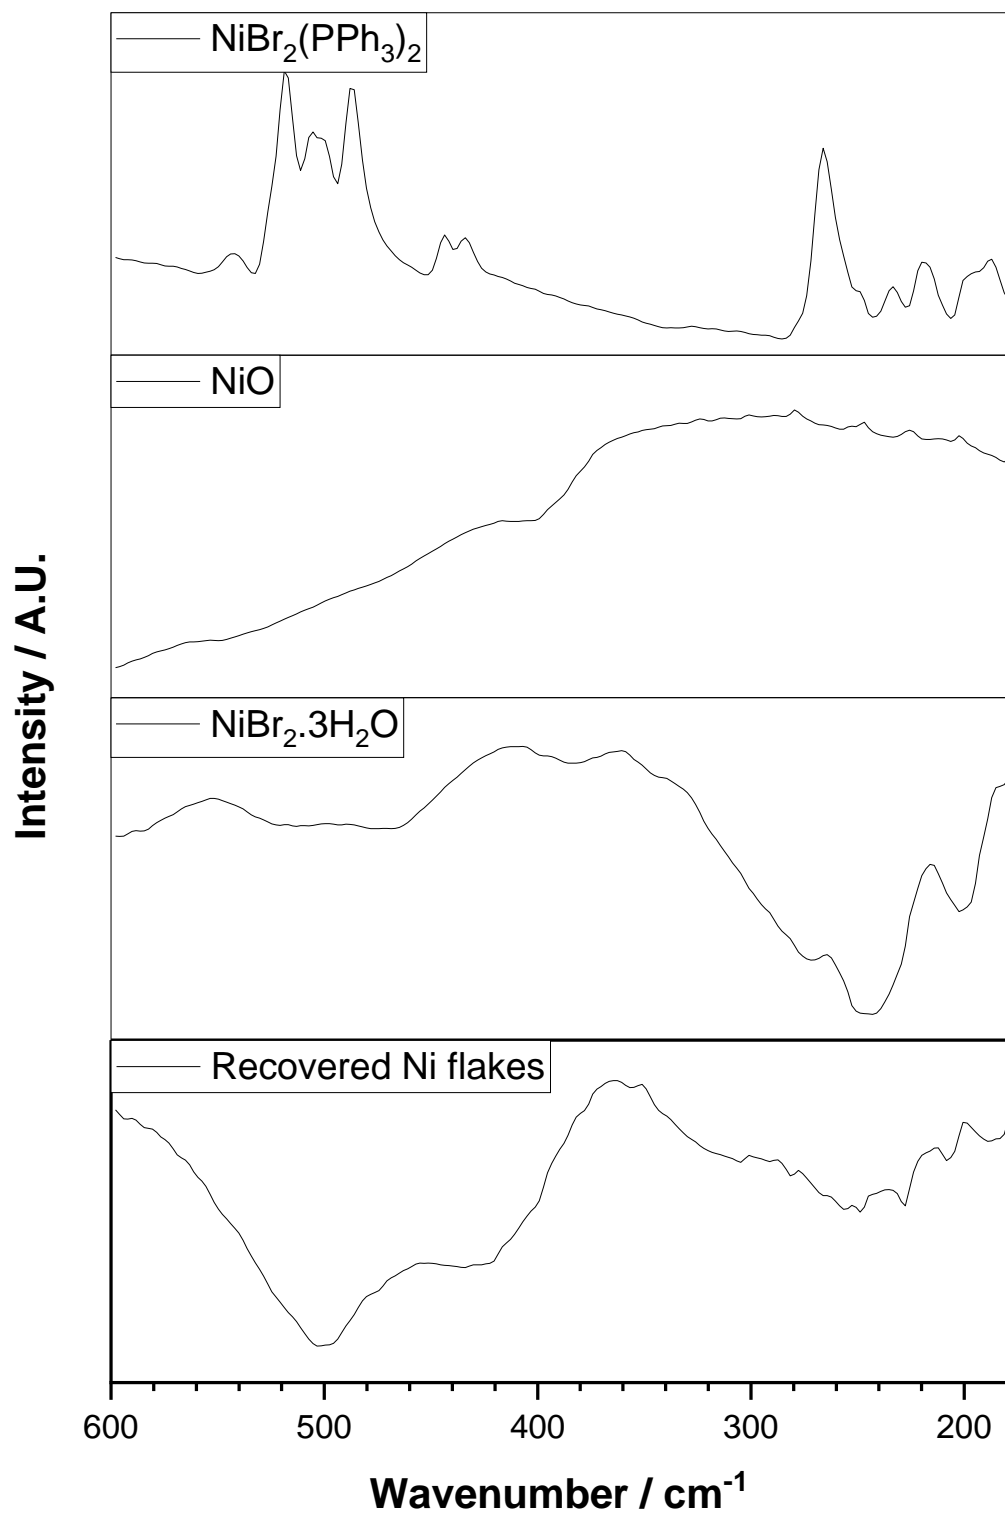 NiBr₂(PPh₃)₂
NiO
NiBr₂.3H₂O
Recovered Ni flakes
Intensity / A.U.
600 500 400 300 200
Wavenumber / cm⁻¹